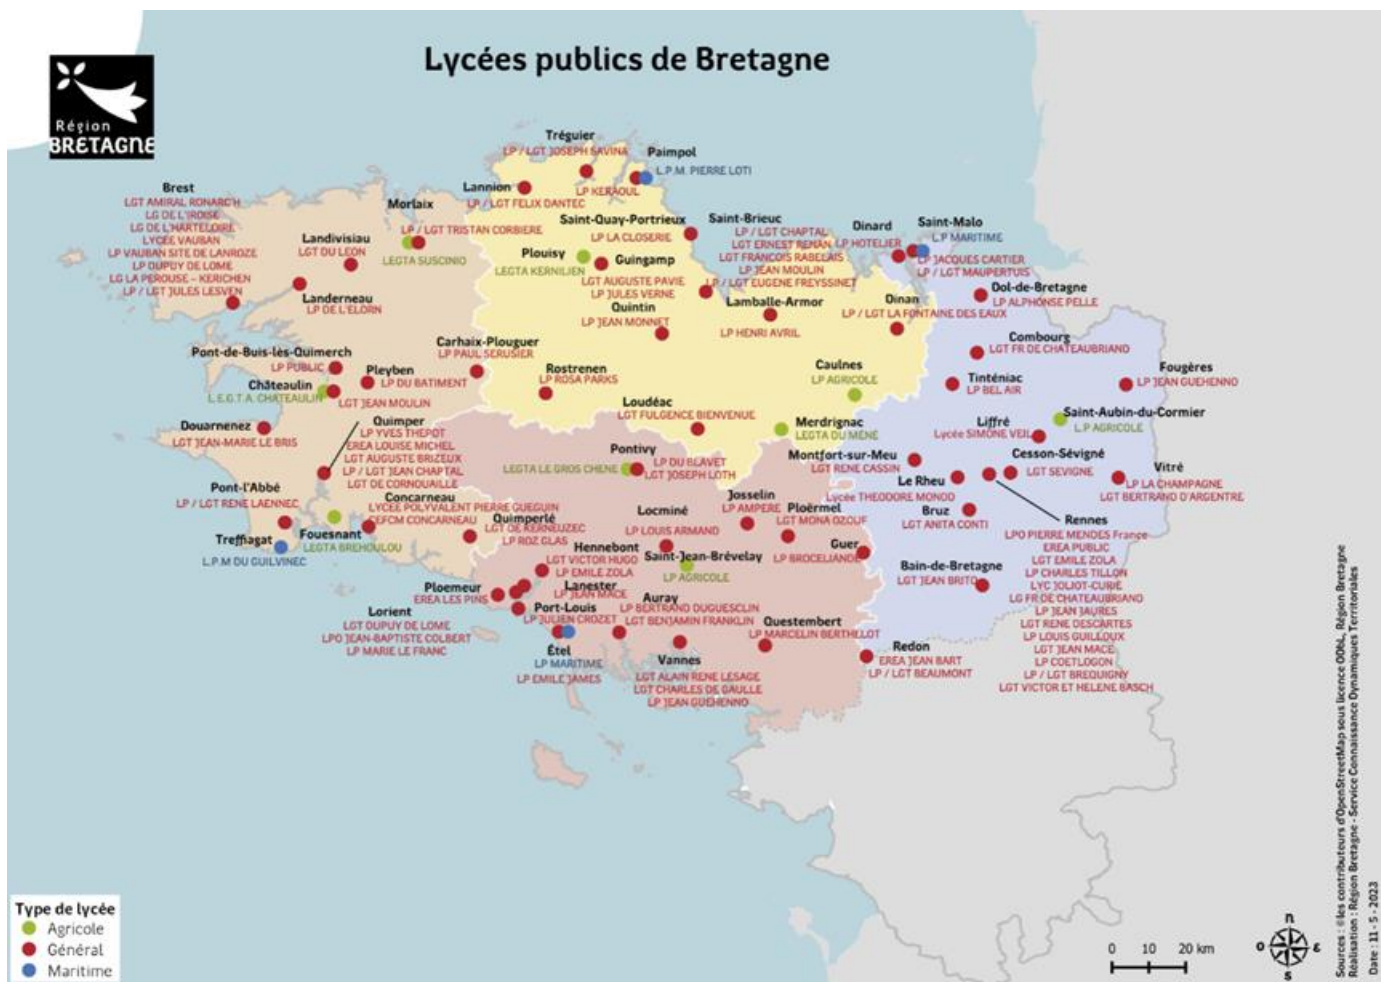 Lycées publics de Bretagne
Région
BRETAGNE
Tréguier
LP / LGT JOSEPH SAVINA
Paimpol
L.P.M. PIERRE LOTI
LP KERAOUL
Lannion
LP / LGT FELIX DANTEC
Brest
LGT AMIRAL RONARC'H
LG DE L'IROISE
LG DE L'HARTELOIRE
LYCÉE VAUBAN
LP VAUBAN SITE DE LANROZE
LP DUPUY DE LOME
LG LA PEROUSE - KERICHEN
LP / LGT JULES LESVEN
Morlaix
LP / LGT TRISTAN CORBIERE
LEGTA SUSCINIO
Landivisiau
LGT DU LEON
Landerneau
LP DE L'ELORN
Saint-Quay-Portrieux
LP LA CLOSERIE
Plouisy
LEGTA KERNILIEN
Guingamp
LGT AUGUSTE PAVIE
LP JULES VERNE
Saint-Brieuc
LP / LGT CHAPTAL
LGT ERNEST RENAN
LGT FRANCOIS RABELAIS
LP JEAN MOULIN
LP / LGT EUGENE FREYSSINET
Dinard
LP HOTELIER
Saint-Malo
L.P MARITIME
LP JACQUES CARTIER
LP / LGT MAUPERTUIS
Dol-de-Bretagne
LP ALPHONSE PELLE
Quintin
LP JEAN MONNET
Lamballe-Armor
LP HENRI AVRIL
Dinan
LP / LGT LA FONTAINE DES EAUX
Combourg
LGT FR DE CHATEAUBRIAND
Pont-de-Buis-lès-Quimerch
LP PUBLIC
Pleyben
LP DU BATIMENT
Carhaix-Plouguer
LP PAUL SERUSIER
Rostrenen
LP ROSA PARKS
Caulnes
LP AGRICOLE
Tinténiac
LP BEL AIR
Fougères
LP JEAN GUEHENNO
Châteaulin
L.E.G.T.A. CHATEAULIN
LGT JEAN MOULIN
Loudéac
LGT FULGENCE BIENVENUE
Merdrignac
LEGTA DU MENE
Liffré
Lycée SIMONE VEIL
Saint-Aubin-du-Cormier
L.P AGRICOLE
Douarnenez
LGT JEAN-MARIE LE BRIS
Quimper
LP YVES THEPOT
EREA LOUISE MICHEL
LGT AUGUSTE BRIZEUX
LP / LGT JEAN CHAPTAL
LGT DE CORNOUAILLE
Pontivy
LEGTA LE GROS CHENE
LP DU BLAVET
LGT JOSEPH LOTH
Montfort-sur-Meu
LGT RENE CASSIN
Cesson-Sévigné
LGT SEVIGNE
Vitré
LP LA CHAMPAGNE
LGT BERTRAND D'ARGENTRE
Le Rheu
Lycée THEODORE MONOD
Bruz
LGT ANITA CONTI
Pont-l'Abbé
LP / LGT RENE LAENNEC
Concarneau
LYCEE POLYVALENT PIERRE GUEGUIN
CEFCM CONCARNEAU
Treffiagat
L.P.M DU GUILVINEC
Fouesnant
LEGTA BREHOULOU
Quimperlé
LGT DE KERNEUZEC
LP ROZ GLAS
Locminé
LP LOUIS ARMAND
Josselin
LP AMPERE
Ploërmel
LGT MONA OZOUF
LP BROCELIANDE
Guer
Rennes
LPO PIERRE MENDES France
EREA PUBLIC
LGT EMILE ZOLA
LP CHARLES TILLON
LYC JOLIOT-CURIE
LG FR DE CHATEAUBRIAND
LP JEAN JAURES
LGT RENE DESCARTES
LP LOUIS GUILLOUX
LGT JEAN MACE
LP COETLOGON
LP / LGT BREQUIGNY
LGT VICTOR ET HELENE BASCH
Hennebont
LGT VICTOR HUGO
LP EMILE ZOLA
Saint-Jean-Brévelay
LP AGRICOLE
Bain-de-Bretagne
LGT JEAN BRITO
Ploemeur
EREA LES PINS
Lanester
LP JEAN MACE
Lorient
LGT DUPUY DE LOME
LPO JEAN-BAPTISTE COLBERT
LP MARIE LE FRANC
Port-Louis
LP JULIEN CROZET
Auray
LP BERTRAND DUGUESCLIN
LGT BENJAMIN FRANKLIN
Questembert
LP MARCELIN BERTHELOT
Redon
EREA JEAN BART
LP / LGT BEAUMONT
Étel
LP MARITIME
LP EMILE JAMES
Vannes
LGT ALAIN RENE LESAGE
LGT CHARLES DE GAULLE
LP JEAN GUEHENNO
Type de lycée
Agricole
Général
Maritime
0 10 20 km
n
o ε
s
Sources : ©les contributeurs d'OpenStreetMap sous licence ODbL, Région Bretagne
Réalisation : Région Bretagne - Service Connaissance Dynamiques Territoriales
Date : 11 - 5 - 2023